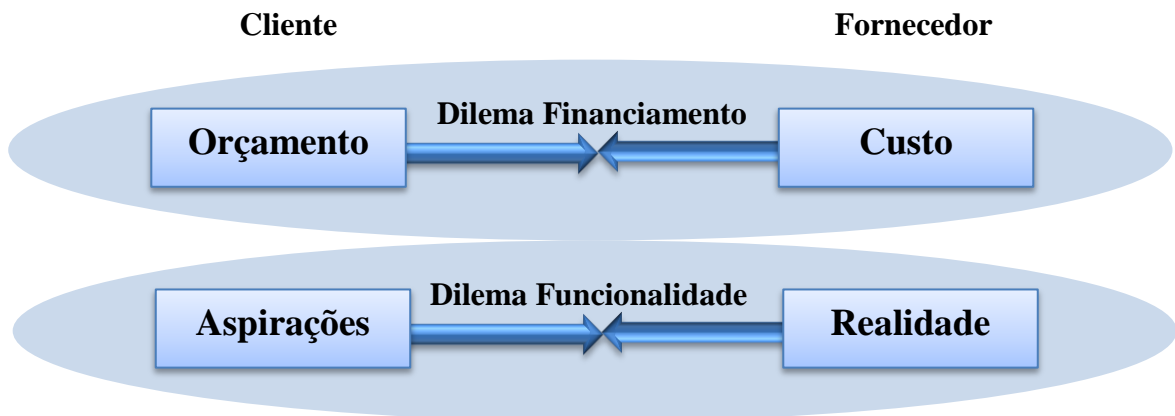 Cliente
Fornecedor
Dilema Financiamento
Orçamento
Custo
Dilema Funcionalidade
Aspirações
Realidade